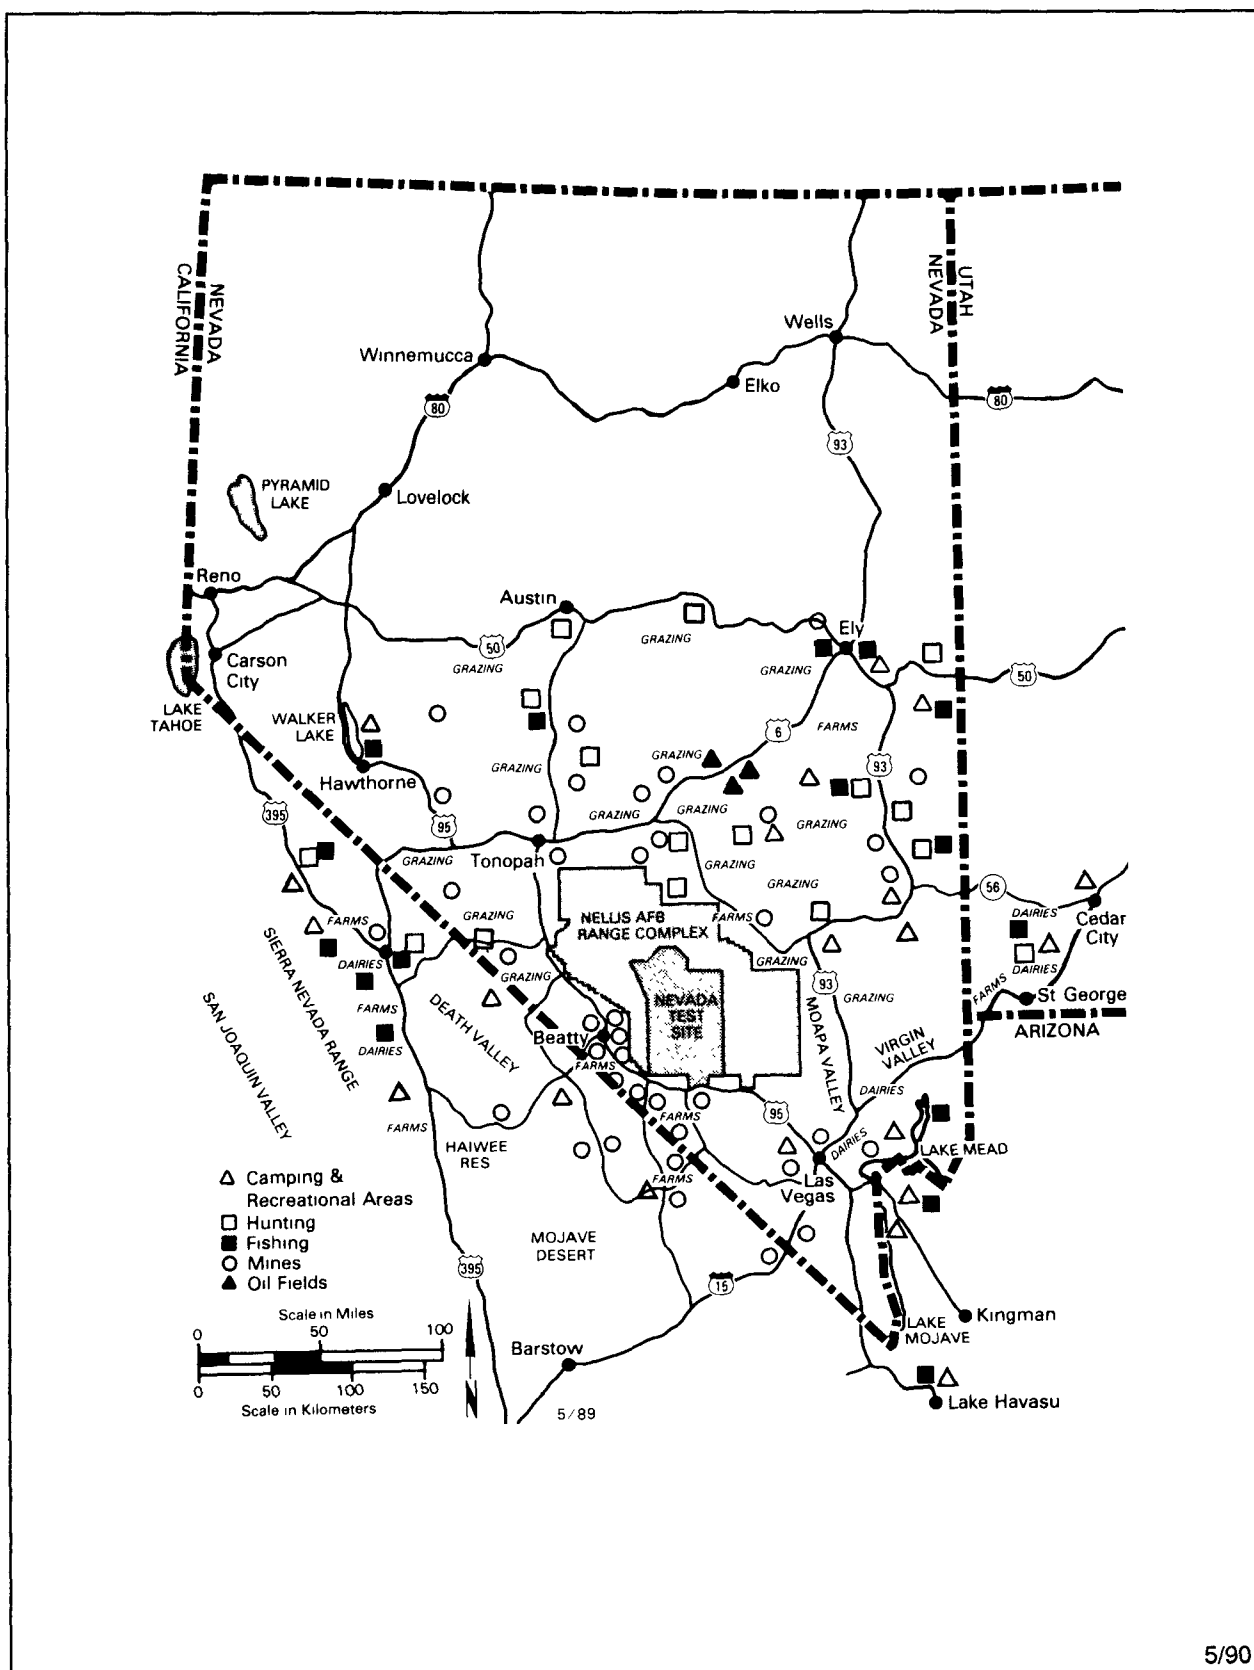 NEVADA
CALIFORNIA
UTAH
NEVADA
Wells
Winnemucca
Elko
80
80
93
PYRAMID
LAKE
Lovelock
Reno
Austin
Ely
GRAZING
50
GRAZING
GRAZING
50
Carson
City
LAKE
TAHOE
WALKER
LAKE
6
FARMS
GRAZING
GRAZING
93
Hawthorne
395
95
GRAZING
GRAZING
GRAZING
GRAZING
Tonopah
GRAZING
GRAZING
56
GRAZING
FARMS
GRAZING
NELLIS AFB
RANGE COMPLEX
FARMS
DAIRIES
Cedar
City
SIERRA NEVADA RANGE
DAIRIES
GRAZING
GRAZING
DAIRIES
93
FARMS
St George
ARIZONA
SAN JOAQUIN VALLEY
FARMS
DEATH VALLEY
NEVADA
TEST
SITE
MOAPA VALLEY
GRAZING
Beatty
DAIRIES
FARMS
VIRGIN
VALLEY
DAIRIES
FARMS
FARMS
95
HAIWEE
RES
DAIRIES
LAKE MEAD
Las
Vegas
FARMS
Camping &
Recreational Areas
Hunting
Fishing
Mines
Oil Fields
MOJAVE
DESERT
395
15
Kingman
LAKE
MOJAVE
Scale in Miles
0 50 100
0 50 100 150
Scale in Kilometers
N
Barstow
5/89
Lake Havasu
5/90